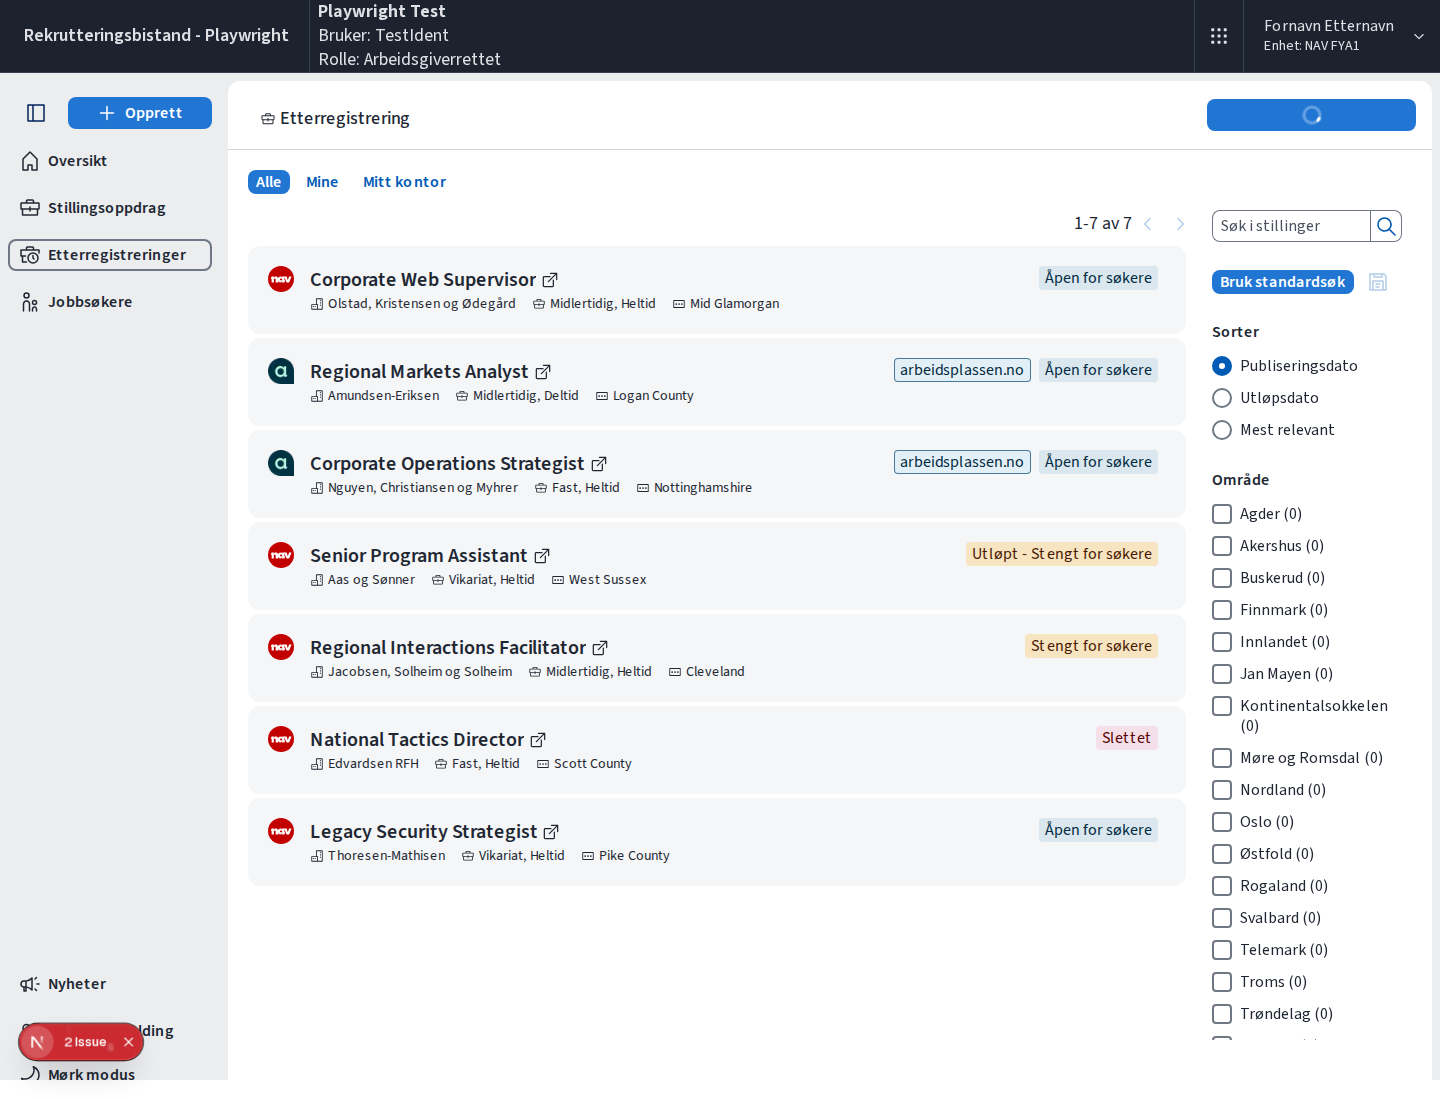 Rekrutteringsbistand - Playwright
Playwright Test
Bruker: TestIdent
Rolle: Arbeidsgiverrettet
Fornavn Etternavn
Enhet: NAV FYA1
Opprett
Oversikt
Stillingsoppdrag
Etterregistreringer
Jobbsøkere
Nyheter
lding
2 Issues
Mørk modus
Etterregistrering
Alle Mine Mitt kontor
1-7 av 7
nav
Corporate Web Supervisor
Åpen for søkere
Olstad, Kristensen og Ødegård Midlertidig, Heltid Mid Glamorgan
a
Regional Markets Analyst
arbeidsplassen.no Åpen for søkere
Amundsen-Eriksen Midlertidig, Deltid Logan County
a
Corporate Operations Strategist
arbeidsplassen.no Åpen for søkere
Nguyen, Christiansen og Myhrer Fast, Heltid Nottinghamshire
nav
Senior Program Assistant
Utløpt - Stengt for søkere
Aas og Sønner Vikariat, Heltid West Sussex
nav
Regional Interactions Facilitator
Stengt for søkere
Jacobsen, Solheim og Solheim Midlertidig, Heltid Cleveland
nav
National Tactics Director
Slettet
Edvardsen RFH Fast, Heltid Scott County
nav
Legacy Security Strategist
Åpen for søkere
Thoresen-Mathisen Vikariat, Heltid Pike County
Søk i stillinger
Bruk standardsøk
Sorter
Publiseringsdato
Utløpsdato
Mest relevant
Område
Agder (0)
Akershus (0)
Buskerud (0)
Finnmark (0)
Innlandet (0)
Jan Mayen (0)
Kontinentalsokkelen
(0)
Møre og Romsdal (0)
Nordland (0)
Oslo (0)
Østfold (0)
Rogaland (0)
Svalbard (0)
Telemark (0)
Troms (0)
Trøndelag (0)